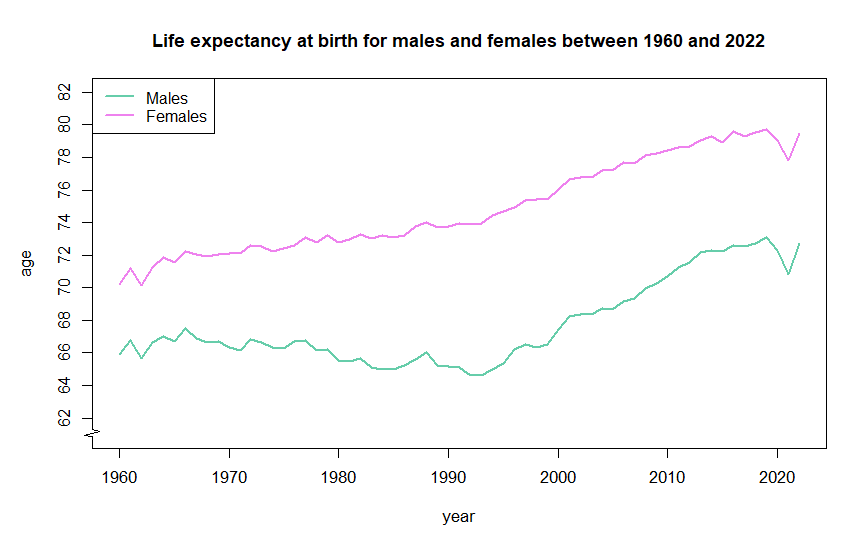 Life expectancy at birth for males and females between 1960 and 2022
Males
Females
82
80
78
76
74
72
70
68
66
64
62
age
1960 1970 1980 1990 2000 2010 2020
year